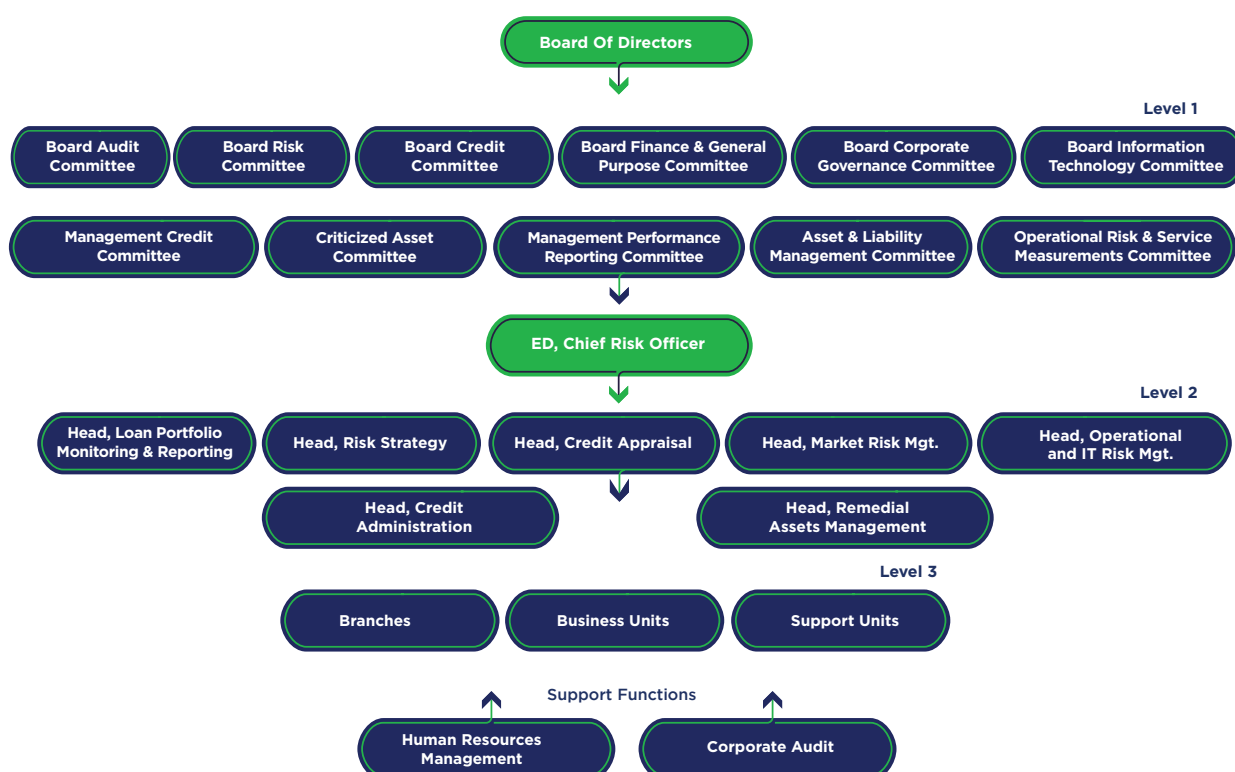 Board Of Directors
Level 1
Board Audit
Committee
Board Risk
Committee
Board Credit
Committee
Board Finance & General
Purpose Committee
Board Corporate
Governance Committee
Board Information
Technology Committee
Management Credit
Committee
Criticized Asset
Committee
Management Performance
Reporting Committee
Asset & Liability
Management Committee
Operational Risk & Service
Measurements Committee
ED, Chief Risk Officer
Level 2
Head, Loan Portfolio
Monitoring & Reporting
Head, Risk Strategy
Head, Credit Appraisal
Head, Market Risk Mgt.
Head, Operational
and IT Risk Mgt.
Head, Credit
Administration
Head, Remedial
Assets Management
Level 3
Branches
Business Units
Support Units
Support Functions
Human Resources
Management
Corporate Audit